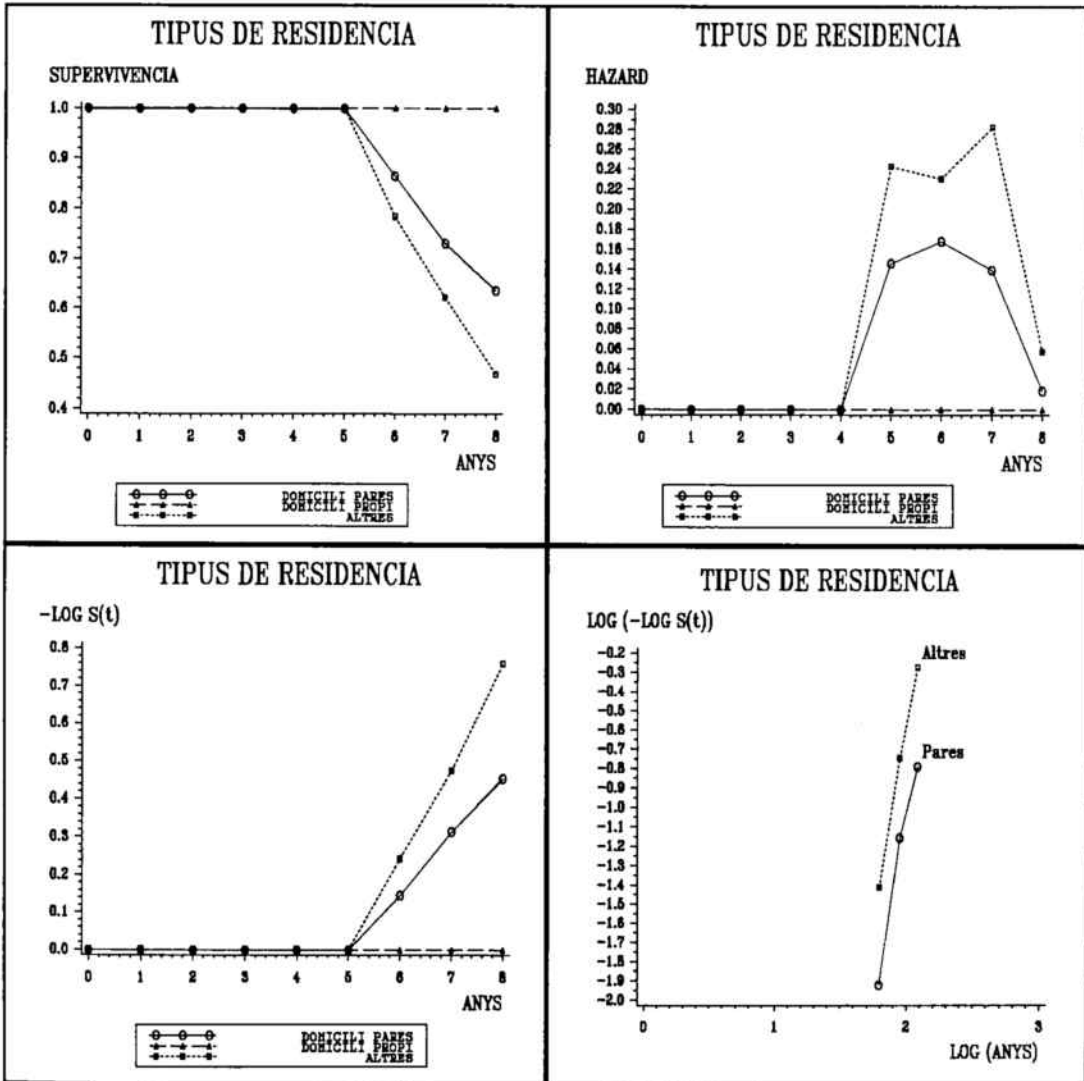 TIPUS DE RESIDENCIA
SUPERVIVENCIA
1.0
0.9
0.8
0.7
0.6
0.5
0.4
0 1 2 3 4 5 6 7 8
ANYS
DOMICILI PARES
DOMICILI PROPI
ALTRES
TIPUS DE RESIDENCIA
HAZARD
0.30
0.28
0.26
0.24
0.22
0.20
0.18
0.16
0.14
0.12
0.10
0.08
0.06
0.04
0.02
0.00
0 1 2 3 4 5 6 7 8
ANYS
DOMICILI PARES
DOMICILI PROPI
ALTRES
TIPUS DE RESIDENCIA
-LOG S(t)
0.8
0.7
0.6
0.5
0.4
0.3
0.2
0.1
0.0
0 1 2 3 4 5 6 7 8
ANYS
DOMICILI PARES
DOMICILI PROPI
ALTRES
TIPUS DE RESIDENCIA
LOG (-LOG S(t))
-0.2
-0.3
-0.4
-0.5
-0.6
-0.7
-0.8
-0.9
-1.0
-1.1
-1.2
-1.3
-1.4
-1.5
-1.6
-1.7
-1.8
-1.9
-2.0
Altres
Pares
0 1 2 3
LOG (ANYS)